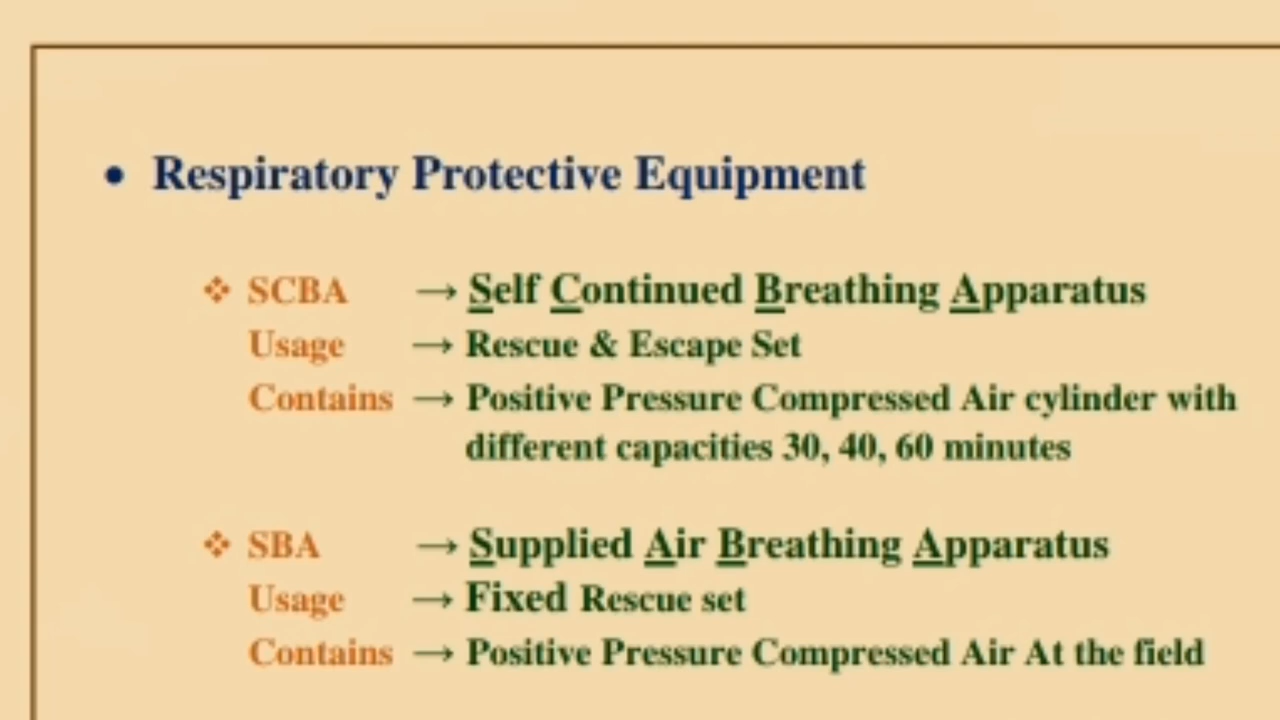 • Respiratory Protective Equipment
❖ SCBA → Self Continued Breathing Apparatus
Usage → Rescue & Escape Set
Contains → Positive Pressure Compressed Air cylinder with
different capacities 30, 40, 60 minutes
❖ SBA → Supplied Air Breathing Apparatus
Usage → Fixed Rescue set
Contains → Positive Pressure Compressed Air At the field